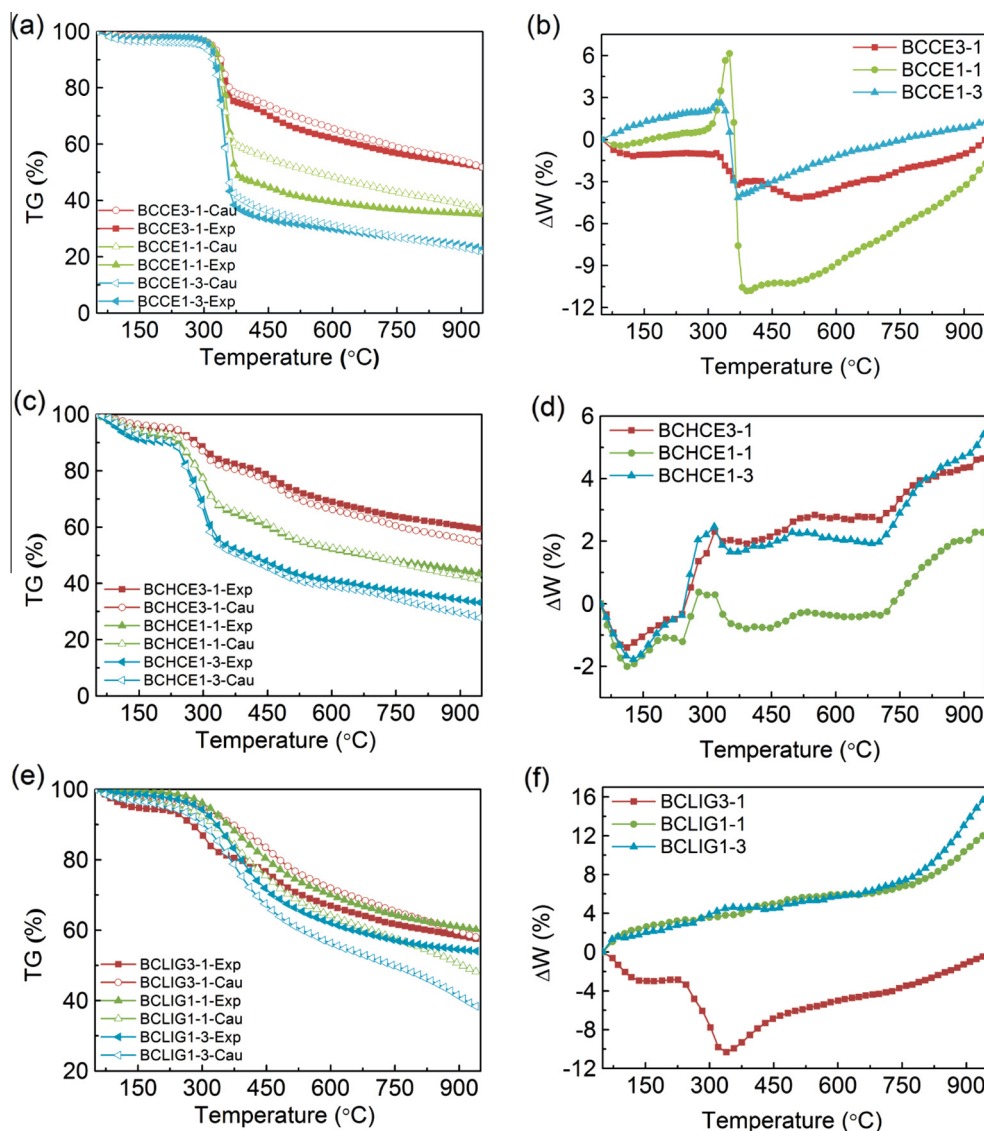 (a)
100
80
60
40
20
0
TG (%)
BCCE3-1-Cau
BCCE3-1-Exp
BCCE1-1-Cau
BCCE1-1-Exp
BCCE1-3-Cau
BCCE1-3-Exp
150 300 450 600 750 900
Temperature (°C)
(b)
6
3
0
-3
-6
-9
-12
ΔW (%)
BCCE3-1
BCCE1-1
BCCE1-3
150 300 450 600 750 900
Temperature (°C)
(c)
100
80
60
40
20
0
TG (%)
BCHCE3-1-Exp
BCHCE3-1-Cau
BCHCE1-1-Exp
BCHCE1-1-Cau
BCHCE1-3-Exp
BCHCE1-3-Cau
150 300 450 600 750 900
Temperature (°C)
(d)
6
4
2
0
-2
ΔW (%)
BCHCE3-1
BCHCE1-1
BCHCE1-3
150 300 450 600 750 900
Temperature (°C)
(e)
100
80
60
40
20
TG (%)
BCLIG3-1-Exp
BCLIG3-1-Cau
BCLIG1-1-Exp
BCLIG1-1-Cau
BCLIG1-3-Exp
BCLIG1-3-Cau
150 300 450 600 750 900
Temperature (°C)
(f)
16
12
8
4
0
-4
-8
-12
ΔW (%)
BCLIG3-1
BCLIG1-1
BCLIG1-3
150 300 450 600 750 900
Temperature (°C)